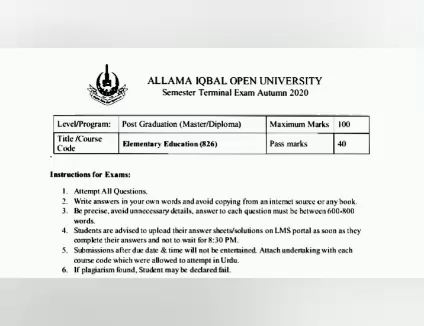 ALLAMA IQBAL OPEN UNIVERSITY
Semester Terminal Exam Autumn 2020
Level/Program: Post Graduation (Master/Diploma) Maximum Marks 100
Title /Course Code Elementary Education (826) Pass marks 40
Instructions for Exams:
1. Attempt All Questions.
2. Write answers in your own words and avoid copying from an internet source or any book.
3. Be precise, avoid unnecessary details, answer to each question must be between 600-800
words.
4. Students are advised to upload their answer sheets/solutions on LMS portal as soon as they
complete their answers and not to wait for 8:30 PM.
5. Submissions after due date & time will not be entertained. Attach undertaking with each
course code which were allowed to attempt in Urdu.
6. If plagiarism found, Student may be declared fail.